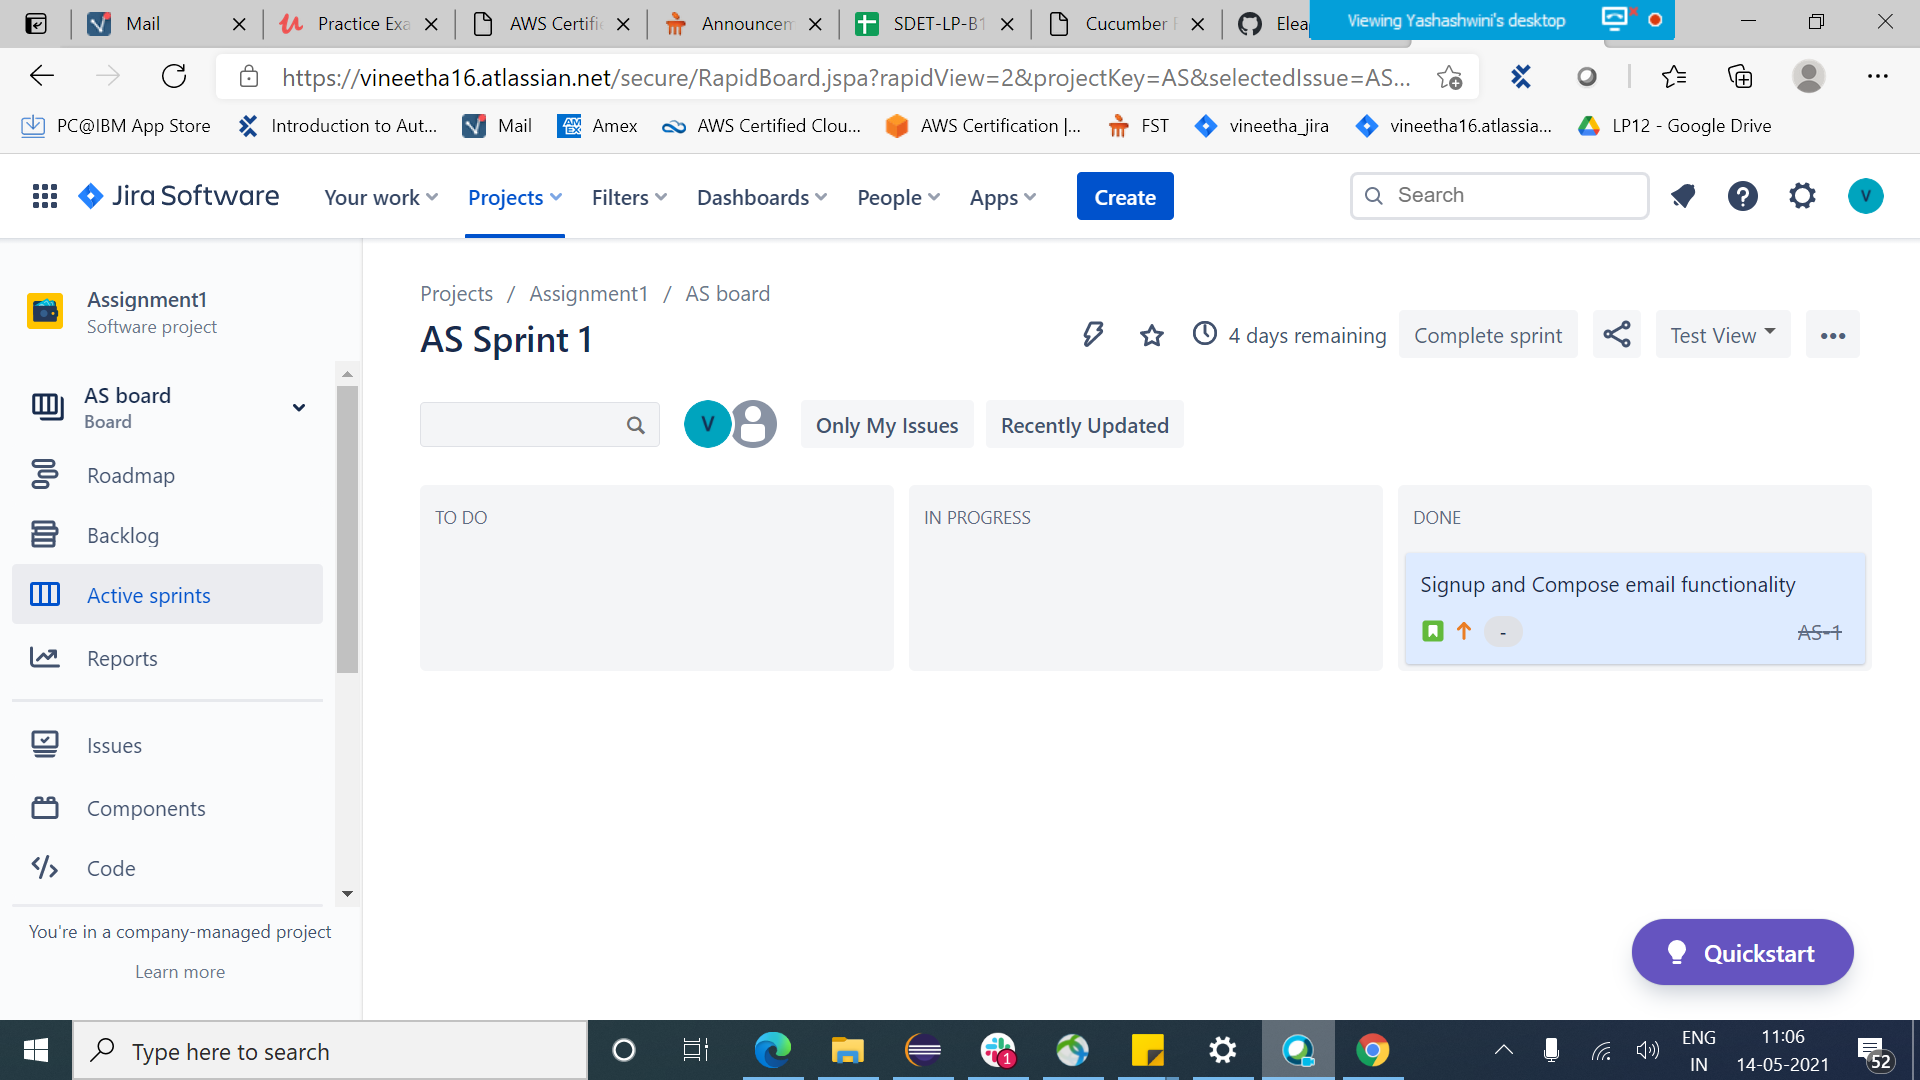 Mail
Practice Exa
AWS Certifi
Announcem
SDET-LP-B1
Cucumber F
Elea
Viewing Yashashwini's desktop
https://vineetha16.atlassian.net/secure/RapidBoard.jspa?rapidView=2&projectKey=AS&selectedIssue=AS...
PC@IBM App Store
Introduction to Aut...
Mail
Amex
AWS Certified Clou...
AWS Certification |...
FST
vineetha_jira
vineetha16.atlassia...
LP12 - Google Drive
Jira Software
Your work
Projects
Filters
Dashboards
People
Apps
Create
Search
V
Assignment1
Software project
Projects / Assignment1 / AS board
AS Sprint 1
4 days remaining
Complete sprint
Test View
AS board
Board
V
Only My Issues
Recently Updated
Roadmap
Backlog
Active sprints
Reports
Issues
Components
Code
TO DO
IN PROGRESS
DONE
Signup and Compose email functionality
-
AS-1
You're in a company-managed project
Learn more
Quickstart
Type here to search
1
ENG
IN
11:06
14-05-2021
52